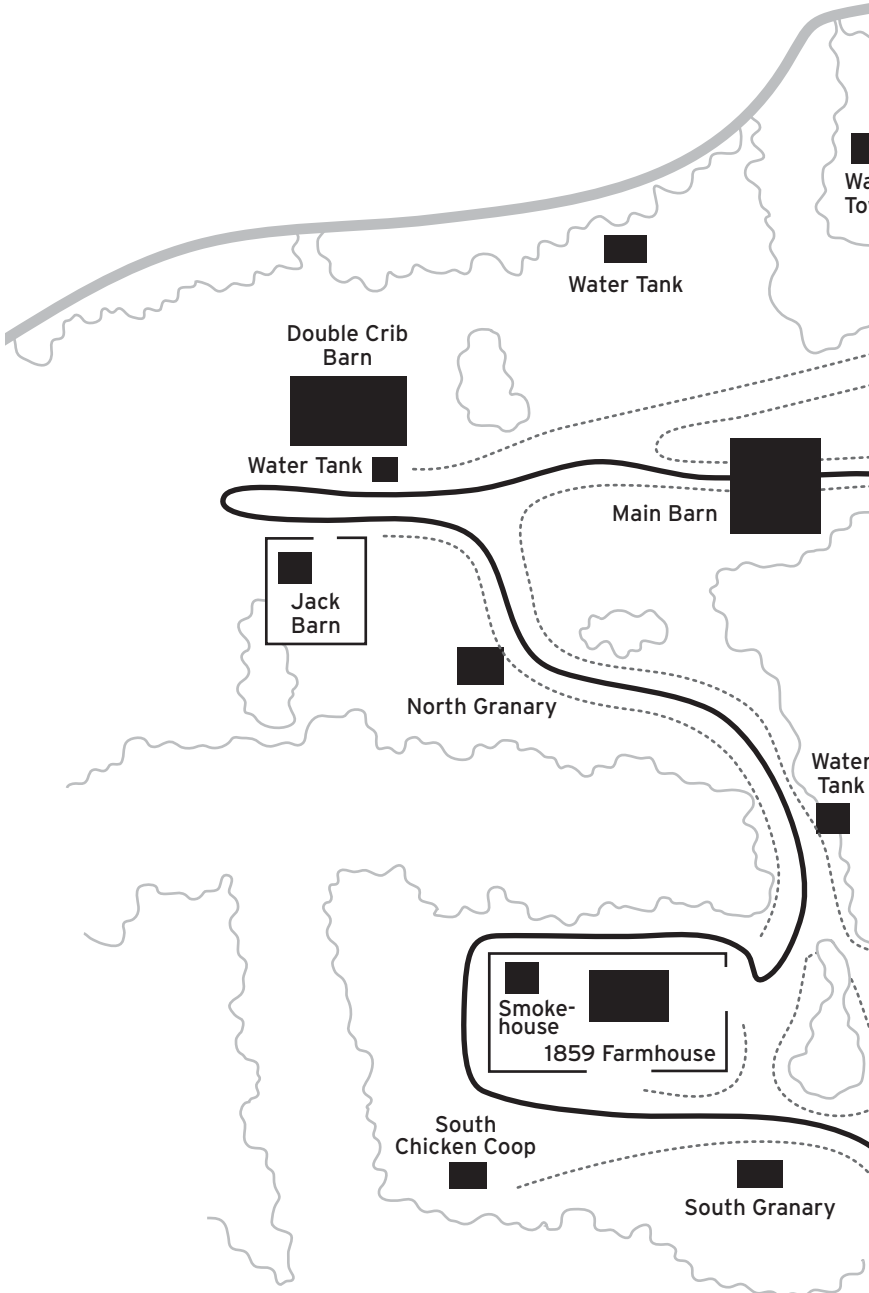 Water Tank
Double Crib
Barn
Water Tank
Main Barn
Jack
Barn
North Granary
Water
Tank
Smoke-
house
1859 Farmhouse
South
Chicken Coop
South Granary